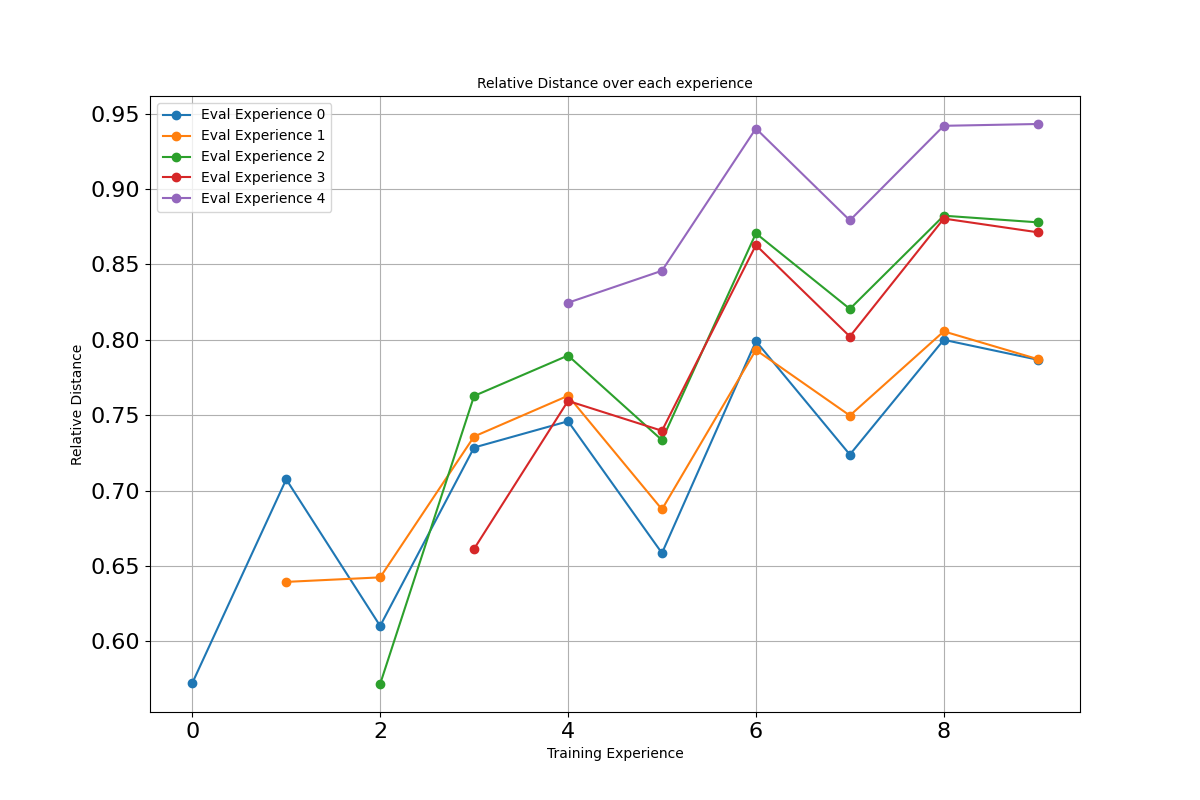 Relative Distance over each experience
0.95
0.90
0.85
0.80
0.75
0.70
0.65
0.60
Relative Distance
Eval Experience 0
Eval Experience 1
Eval Experience 2
Eval Experience 3
Eval Experience 4
0 2 4 6 8
Training Experience